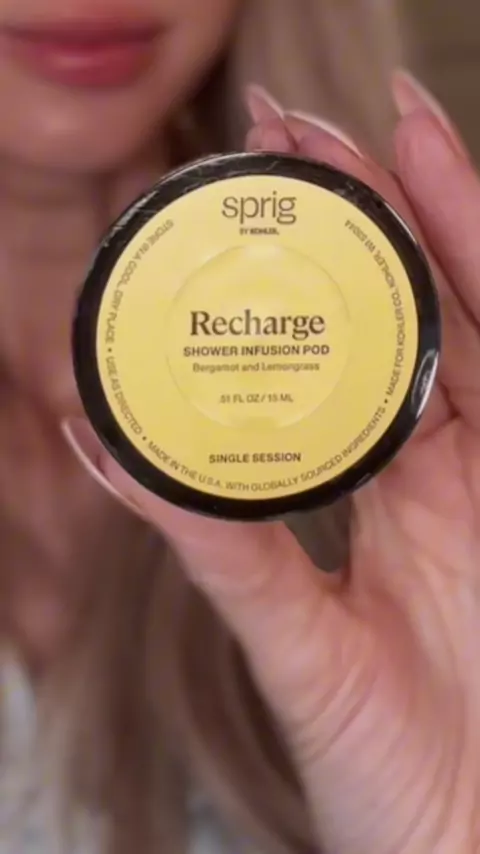 sprig
BY KOHLER.
Recharge
SHOWER INFUSION POD
Bergamot and Lemongrass
.51 FL OZ / 15 ML
SINGLE SESSION
STORE IN A COOL, DRY PLACE • USE AS DIRECTED • MADE IN THE U.S.A. WITH GLOBALLY SOURCED INGREDIENTS • MADE FOR KOHLER CO., KOHLER, WI 53044